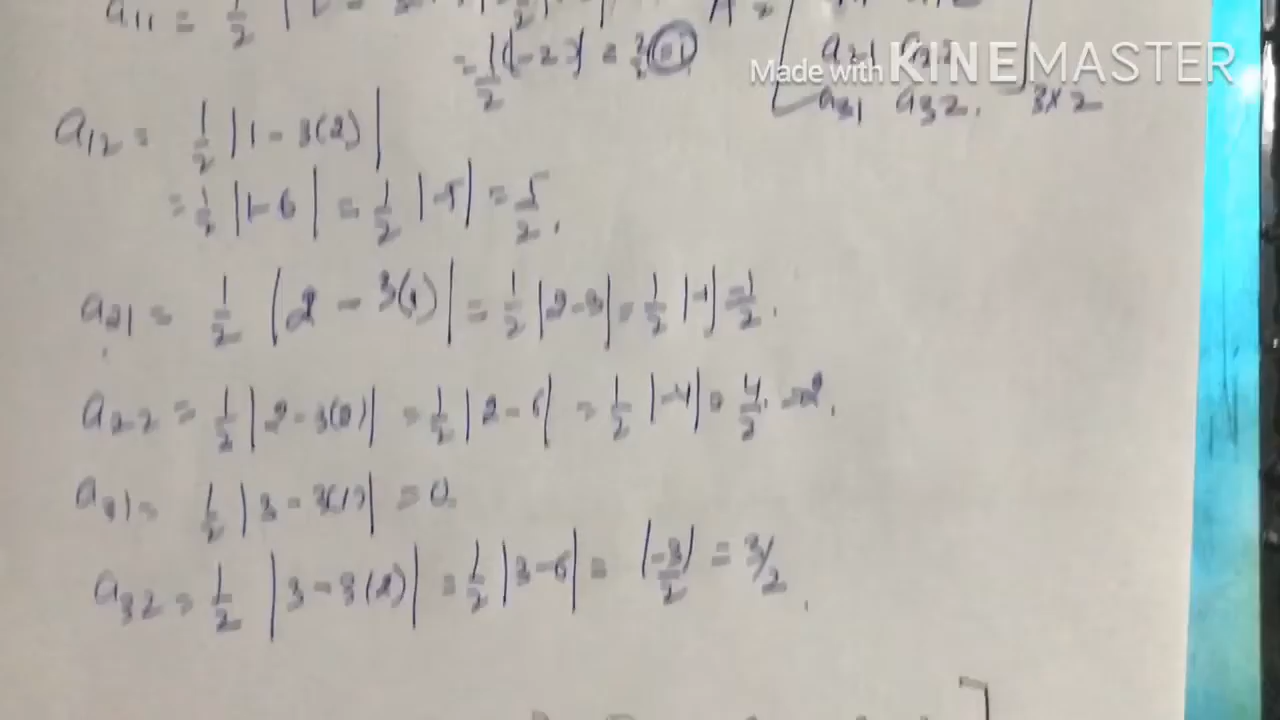 a11 = 1/2
= 1/2 |-2| = 2/2 = 1
Made with KINEMASTER
a31 a32. 3×2
a12 = 1/2 |1 - 3(2)|
= 1/2 |1-6| = 1/2 |-5| = 5/2.
a21 = 1/2 |2 - 3(1)| = 1/2 |2-3| = 1/2 |-1| = 1/2.
a22 = 1/2 |2-3(2)| = 1/2 |2-6| = 1/2 |-4| = 4/2 = 2.
a31 = 1/2 |3-3(1)| = 0.
a32 = 1/2 |3-3(2)| = 1/2 |3-6| = |-3/2| = 3/2.